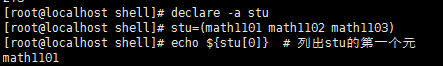 [root@localhost shell]# declare -a stu
[root@localhost shell]# stu=(math1101 math1102 math1103)
[root@localhost shell]# echo ${stu[0]}  # 列出stu的第一个元
math1101